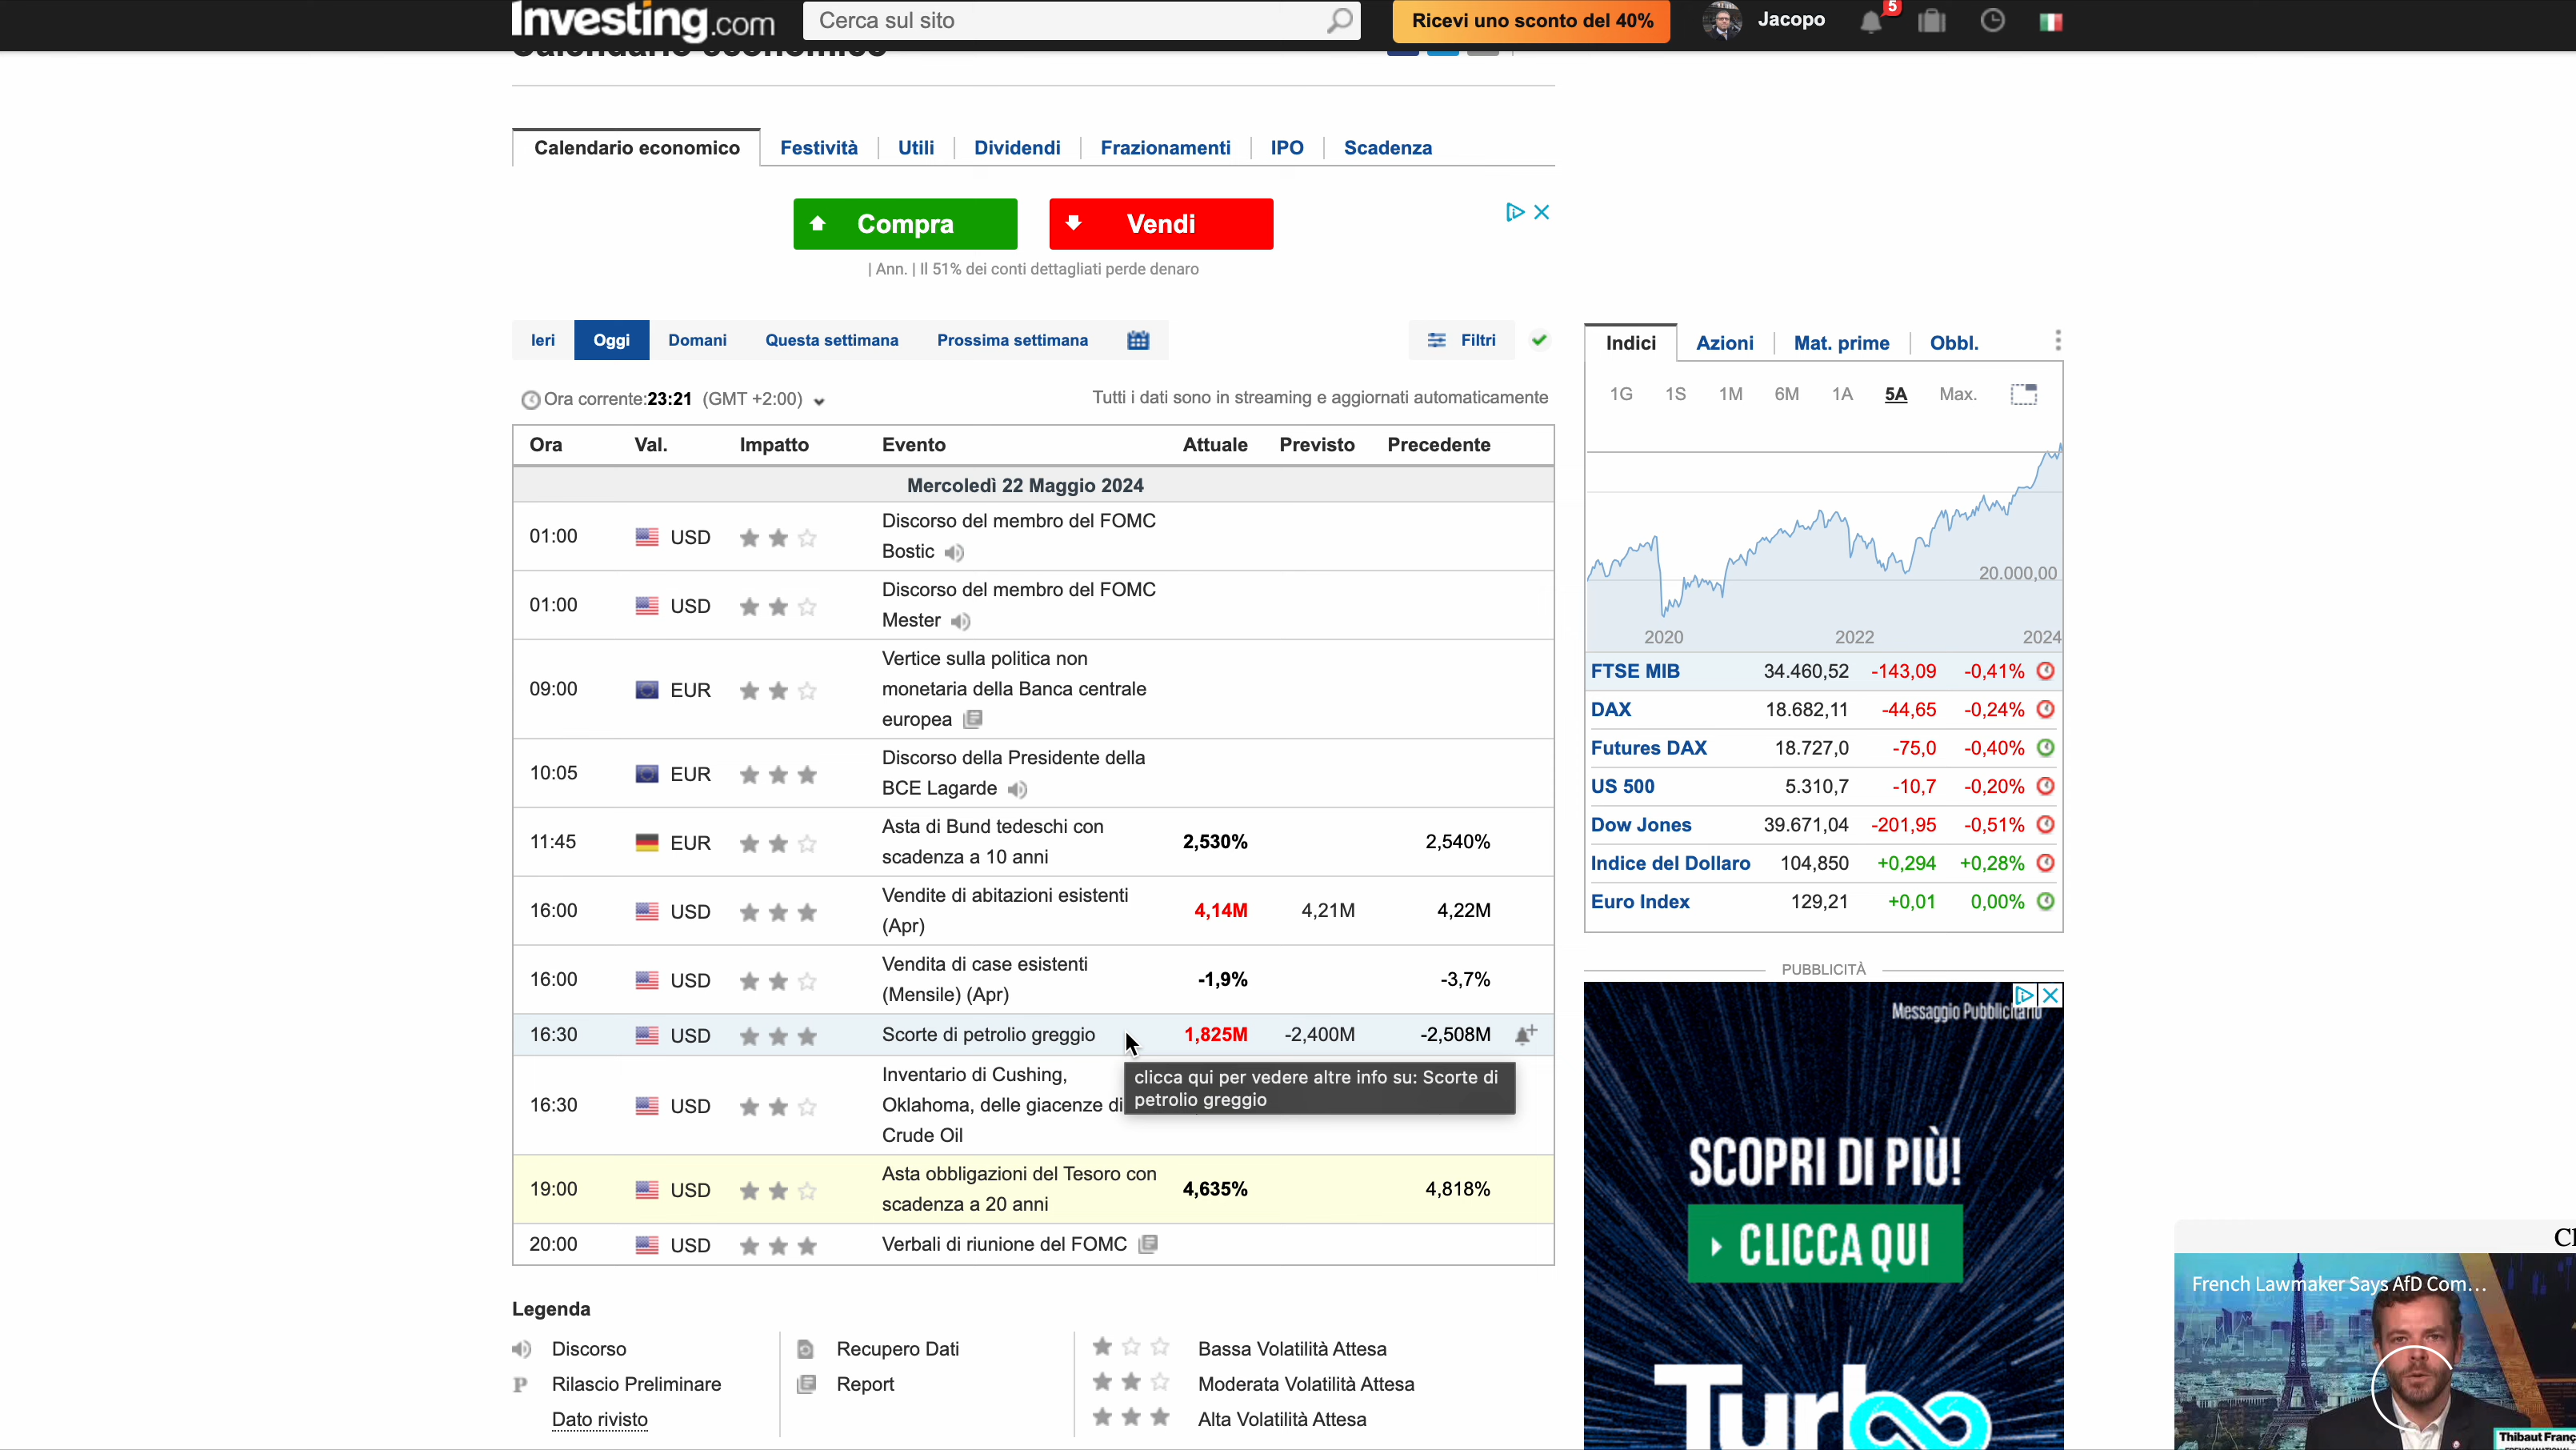 Investing.com
Cerca sul sito
Ricevi uno sconto del 40%
Jacopo
5
Calendario economico
Calendario economico
Festività
Utili
Dividendi
Frazionamenti
IPO
Scadenza
Compra
Vendi
| Ann. | Il 51% dei conti dettagliati perde denaro
Ieri
Oggi
Domani
Questa settimana
Prossima settimana
Filtri
Ora corrente:23:21 (GMT +2:00)
Tutti i dati sono in streaming e aggiornati automaticamente
Ora Val. Impatto Evento Attuale Previsto Precedente
Mercoledì 22 Maggio 2024
01:00 USD Discorso del membro del FOMC
Bostic
01:00 USD Discorso del membro del FOMC
Mester
09:00 EUR Vertice sulla politica non
monetaria della Banca centrale
europea
10:05 EUR Discorso della Presidente della
BCE Lagarde
11:45 EUR Asta di Bund tedeschi con
scadenza a 10 anni 2,530% 2,540%
16:00 USD Vendite di abitazioni esistenti
(Apr) 4,14M 4,21M 4,22M
16:00 USD Vendita di case esistenti
(Mensile) (Apr) -1,9% -3,7%
16:30 USD Scorte di petrolio greggio 1,825M -2,400M -2,508M
clicca qui per vedere altre info su: Scorte di
petrolio greggio
16:30 USD Inventario di Cushing,
Oklahoma, delle giacenze di
Crude Oil
19:00 USD Asta obbligazioni del Tesoro con
scadenza a 20 anni 4,635% 4,818%
20:00 USD Verbali di riunione del FOMC
Legenda
Discorso
Rilascio Preliminare
P
Dato rivisto
Recupero Dati
Report
Bassa Volatilità Attesa
Moderata Volatilità Attesa
Alta Volatilità Attesa
Indici
Azioni
Mat. prime
Obbl.
1G 1S 1M 6M 1A 5A Max.
20.000,00
2020 2022 2024
FTSE MIB 34.460,52 -143,09 -0,41%
DAX 18.682,11 -44,65 -0,24%
Futures DAX 18.727,0 -75,0 -0,40%
US 500 5.310,7 -10,7 -0,20%
Dow Jones 39.671,04 -201,95 -0,51%
Indice del Dollaro 104,850 +0,294 +0,28%
Euro Index 129,21 +0,01 0,00%
PUBBLICITÀ
Messaggio Pubblicitario
SCOPRI DI PIÙ!
CLICCA QUI
Turbo
French Lawmaker Says AfD Com...